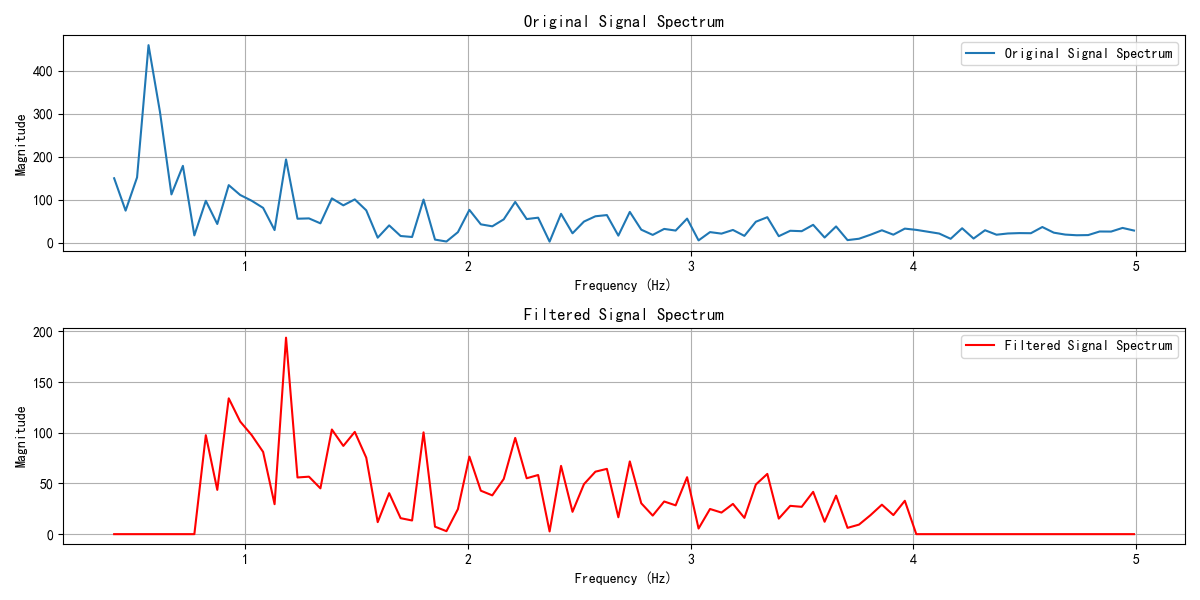 Original Signal Spectrum
Original Signal Spectrum
Magnitude
400
300
200
100
0
1 2 3 4 5
Frequency (Hz)
Filtered Signal Spectrum
Filtered Signal Spectrum
Magnitude
200
150
100
50
0
1 2 3 4 5
Frequency (Hz)